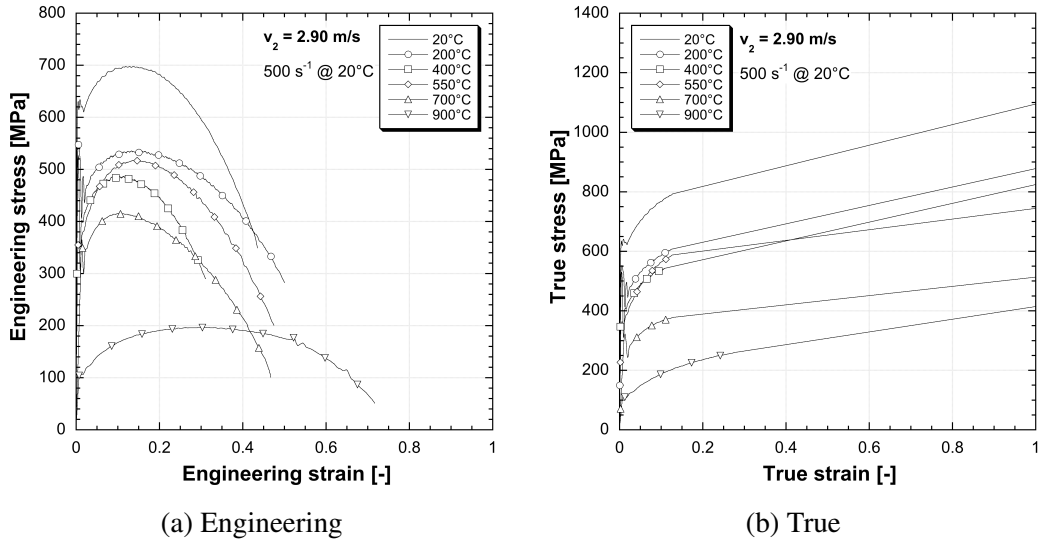 v₂ = 2.90 m/s
500 s⁻¹ @ 20°C
20°C
200°C
400°C
550°C
700°C
900°C
Engineering stress [MPa]
800
700
600
500
400
300
200
100
0
0 0.2 0.4 0.6 0.8 1
Engineering strain [-]
(a) Engineering
20°C
200°C
400°C
550°C
700°C
900°C
v₂ = 2.90 m/s
500 s⁻¹ @ 20°C
True stress [MPa]
1400
1200
1000
800
600
400
200
0
0 0.2 0.4 0.6 0.8 1
True strain [-]
(b) True